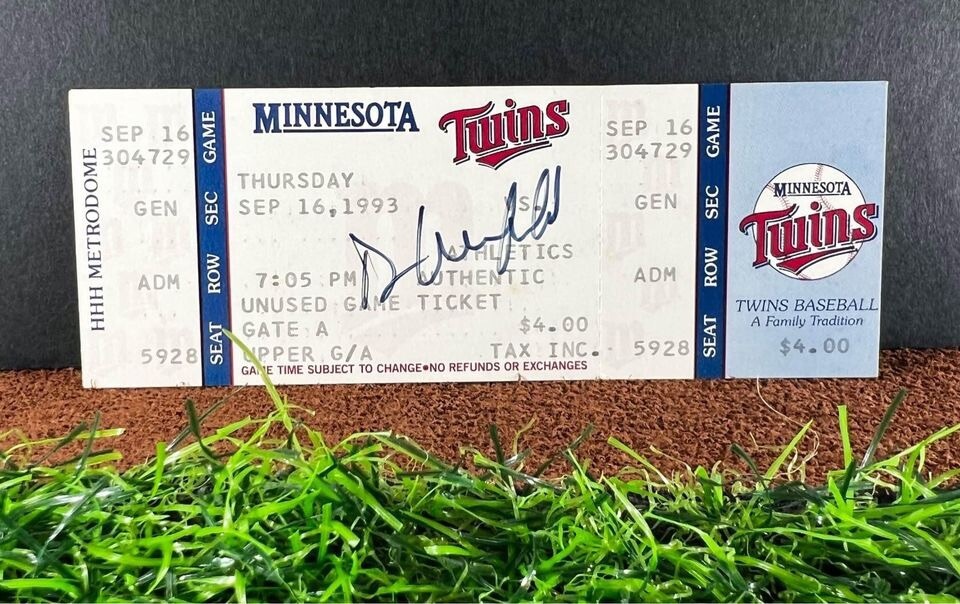 HHH METRODOME
SEP 16
304729
GEN
ADM
5928
GAME
SEC
ROW
SEAT
MINNESOTA
Twins
THURSDAY
SEP 16,1993
ATHLETICS
7:05 PM AUTHENTIC
UNUSED GAME TICKET
GATE A $4.00
UPPER G/A TAX INC.
GAME TIME SUBJECT TO CHANGE•NO REFUNDS OR EXCHANGES
SEP 16
304729
GEN
ADM
5928
GAME
SEC
ROW
SEAT
MINNESOTA
Twins
TWINS BASEBALL
A Family Tradition
$4.00